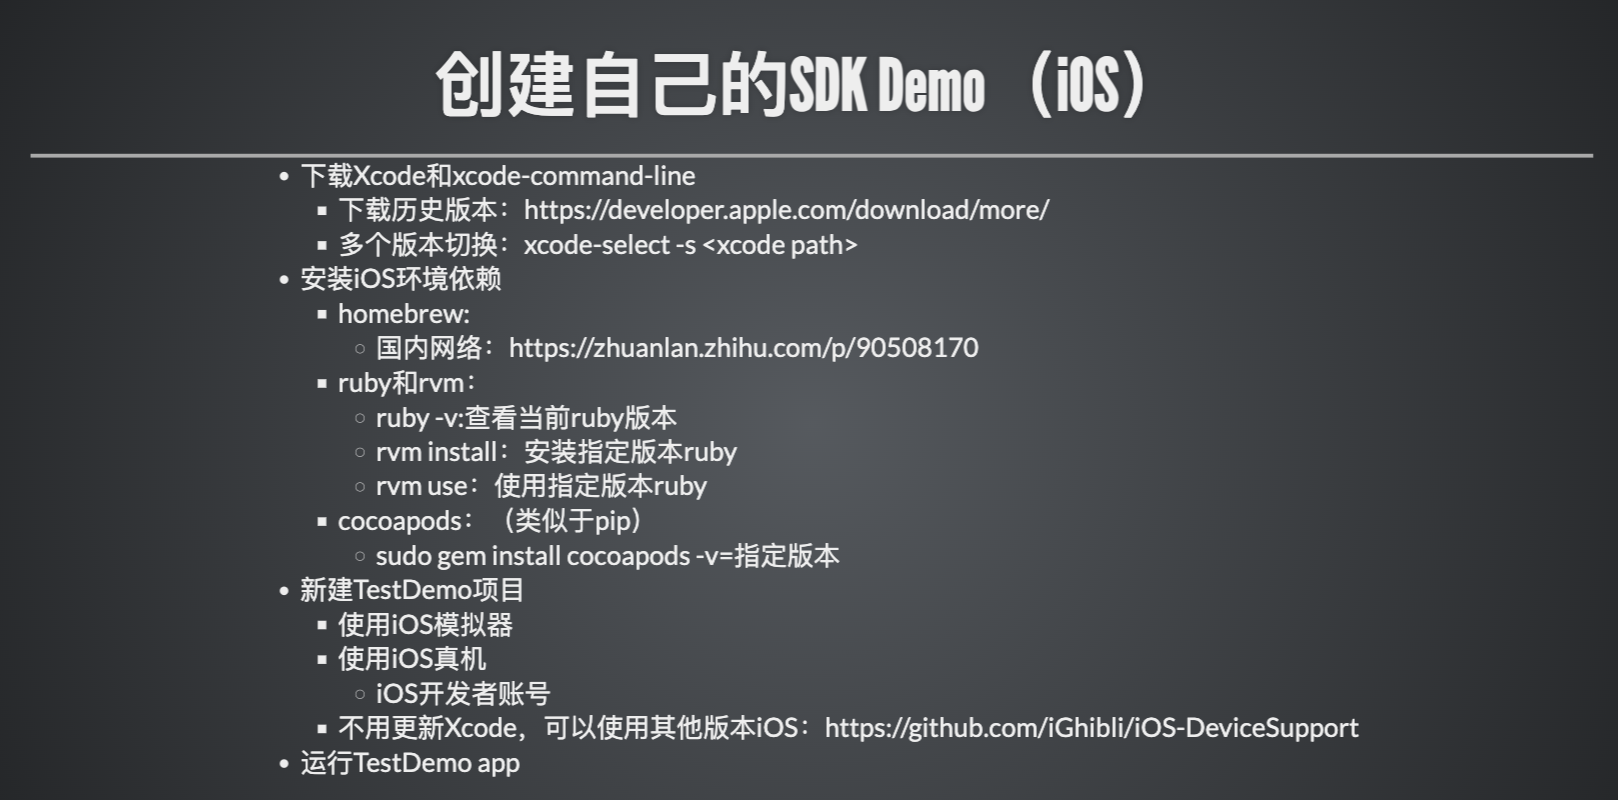 创建自己的SDK Demo （iOS）
下载Xcode和xcode-command-line
下载历史版本：https://developer.apple.com/download/more/
多个版本切换：xcode-select -s <xcode path>
安装iOS环境依赖
homebrew:
国内网络：https://zhuanlan.zhihu.com/p/90508170
ruby和rvm：
ruby -v:查看当前ruby版本
rvm install：安装指定版本ruby
rvm use：使用指定版本ruby
cocoapods：（类似于pip）
sudo gem install cocoapods -v=指定版本
新建TestDemo项目
使用iOS模拟器
使用iOS真机
iOS开发者账号
不用更新Xcode，可以使用其他版本iOS：https://github.com/iGhibli/iOS-DeviceSupport
运行TestDemo app